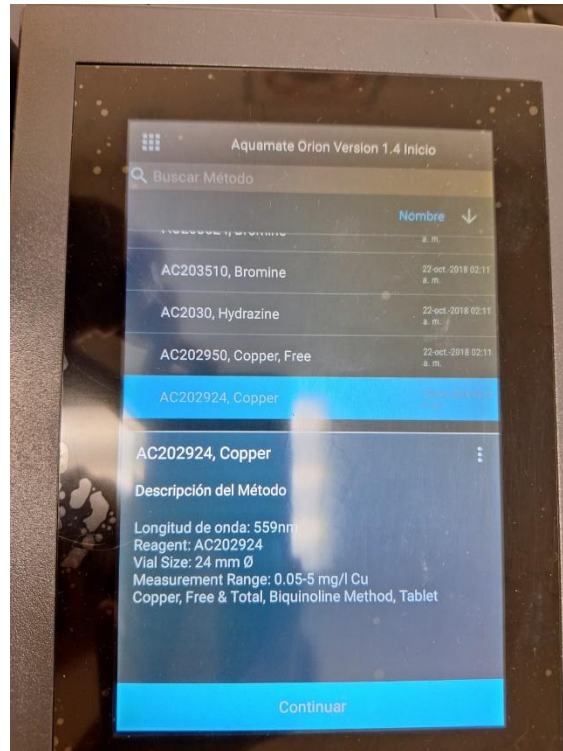 Aquamate Orion Version 1.4 Inicio
Buscar Método
Nombre
a. m.
AC203510, Bromine
22-oct.-2018 02:11
a. m.
AC2030, Hydrazine
22-oct.-2018 02:11
a. m.
AC202950, Copper, Free
22-oct.-2018 02:11
a. m.
AC202924, Copper
AC202924, Copper
Descripción del Método
Longitud de onda: 559nm
Reagent: AC202924
Vial Size: 24 mm Ø
Measurement Range: 0.05-5 mg/l Cu
Copper, Free & Total, Biquinoline Method, Tablet
Continuar